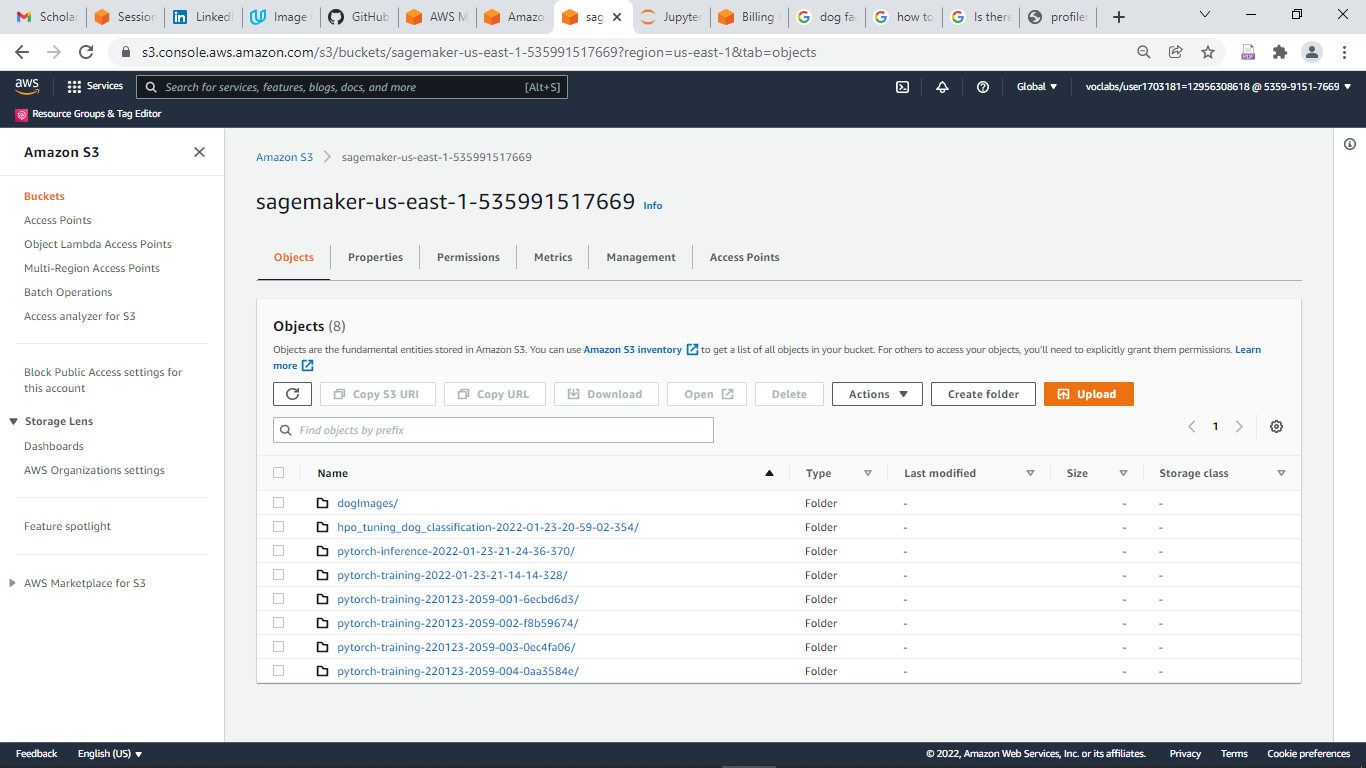 Scholar Session LinkedI Image GitHub AWS M Amazon sag Jupyter Billing dog fac how to Is there profiler
s3.console.aws.amazon.com/s3/buckets/sagemaker-us-east-1-535991517669?region=us-east-1&tab=objects
aws Services Search for services, features, blogs, docs, and more [Alt+S] Global voclabs/user1703181=12956308618 @ 5359-9151-7669
Resource Groups & Tag Editor
Amazon S3
Buckets
Access Points
Object Lambda Access Points
Multi-Region Access Points
Batch Operations
Access analyzer for S3
Block Public Access settings for
this account
Storage Lens
Dashboards
AWS Organizations settings
Feature spotlight
AWS Marketplace for S3
Amazon S3 sagemaker-us-east-1-535991517669
sagemaker-us-east-1-535991517669 Info
Objects Properties Permissions Metrics Management Access Points
Objects (8)
Objects are the fundamental entities stored in Amazon S3. You can use Amazon S3 inventory to get a list of all objects in your bucket. For others to access your objects, you'll need to explicitly grant them permissions. Learn
more
Copy S3 URI Copy URL Download Open Delete Actions Create folder Upload
Find objects by prefix 1
Name Type Last modified Size Storage class
dogImages/ Folder - - -
hpo_tuning_dog_classification-2022-01-23-20-59-02-354/ Folder - - -
pytorch-inference-2022-01-23-21-24-36-370/ Folder - - -
pytorch-training-2022-01-23-21-14-14-328/ Folder - - -
pytorch-training-220123-2059-001-6ecbd6d3/ Folder - - -
pytorch-training-220123-2059-002-f8b59674/ Folder - - -
pytorch-training-220123-2059-003-0ec4fa06/ Folder - - -
pytorch-training-220123-2059-004-0aa3584e/ Folder - - -
Feedback English (US) © 2022, Amazon Web Services, Inc. or its affiliates. Privacy Terms Cookie preferences